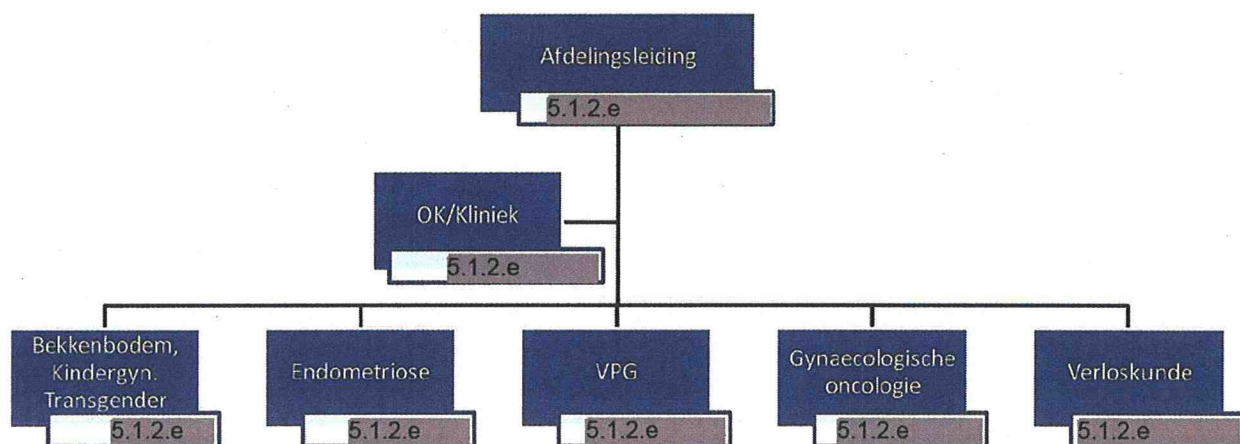 Afdelingsleiding
5.1.2.e
OK/Kliniek
5.1.2.e
Bekkenbodem,
Kindergyn.
Transgender
5.1.2.e
Endometriose
5.1.2.e
VPG
5.1.2.e
Gynaecologische
oncologie
5.1.2.e
Verloskunde
5.1.2.e